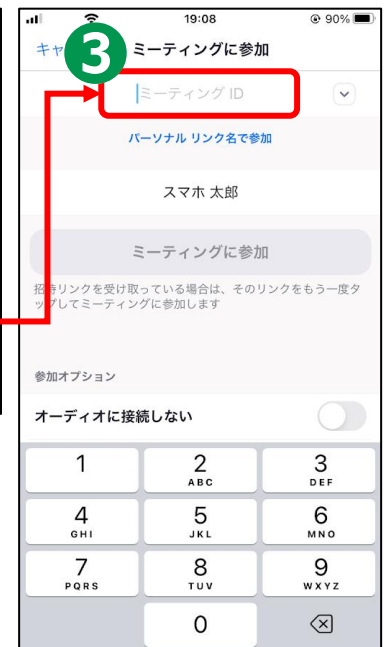 19:08
90%
キャ
3
ミーティングに参加
ミーティング ID
パーソナル リンク名で参加
スマホ 太郎
ミーティングに参加
招待リンクを受け取っている場合は、そのリンクをもう一度タ
ップしてミーティングに参加します
参加オプション
オーディオに接続しない
1 2 3
ABC DEF
4 5 6
GHI JKL MNO
7 8 9
PQRS TUV WXYZ
0